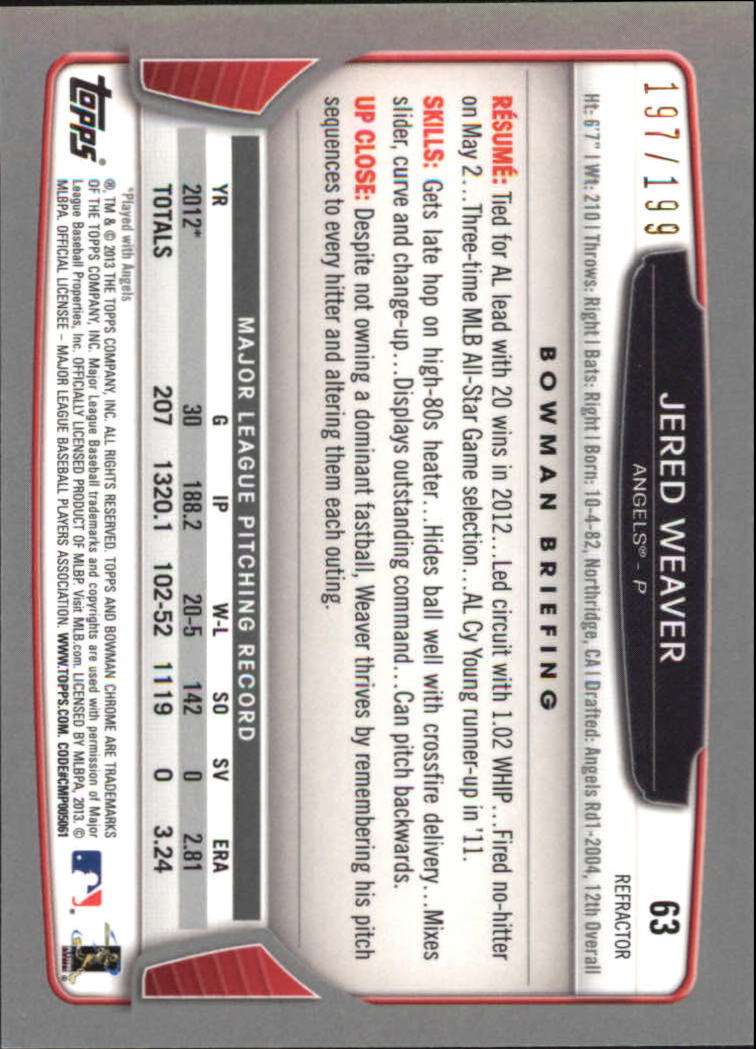 197/199
JERED WEAVER
63
ANGELS® - P
REFRACTOR
Ht: 6'7" | Wt: 210 | Throws: Right | Bats: Right | Born: 10-4-82, Northridge, CA | Drafted: Angels Rd1-2004, 12th Overall
BOWMAN BRIEFING
RÉSUMÉ: Tied for AL lead with 20 wins in 2012...Led circuit with 1.02 WHIP...Fired no-hitter
on May 2...Three-time MLB All-Star Game selection...AL Cy Young runner-up in '11.
SKILLS: Gets late hop on high-80s heater...Hides ball well with crossfire delivery...Mixes
slider, curve and change-up...Displays outstanding command...Can pitch backwards.
UP CLOSE: Despite not owning a dominant fastball, Weaver thrives by remembering his pitch
sequences to every hitter and altering them each outing.
MAJOR LEAGUE PITCHING RECORD
YR G IP W-L SO SV ERA
2012* 30 188.2 20-5 142 0 2.81
TOTALS 207 1320.1 102-52 1119 0 3.24
*Played with Angels
topps®
®, TM & © 2013 THE TOPPS COMPANY, INC. ALL RIGHTS RESERVED. TOPPS AND BOWMAN CHROME ARE TRADEMARKS
OF THE TOPPS COMPANY, INC. Major League Baseball trademarks and copyrights are used with permission of Major
League Baseball Properties, Inc. OFFICIALLY LICENSED PRODUCT OF MLBP. Visit MLB.com. LICENSED BY MLBPA, 2013. ©
MLBPA. OFFICIAL LICENSEE – MAJOR LEAGUE BASEBALL PLAYERS ASSOCIATION. WWW.TOPPS.COM. CODE#CMP005061